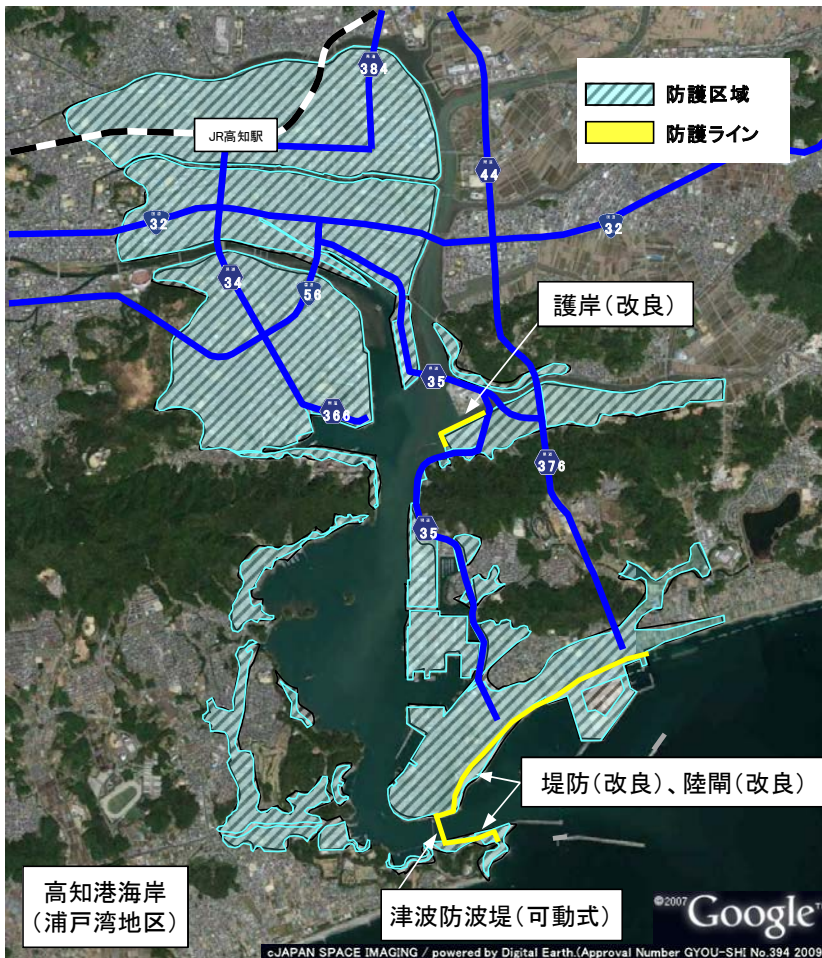 384
防護区域
防護ライン
JR高知駅
44
32
32
34
56
護岸（改良）
35
366
376
35
堤防（改良）、陸閘（改良）
高知港海岸
（浦戸湾地区）
津波防波堤（可動式）
©2007 Google™
cJAPAN SPACE IMAGING / powered by Digital Earth.(Approval Number GYOU-SHI No.394 2009